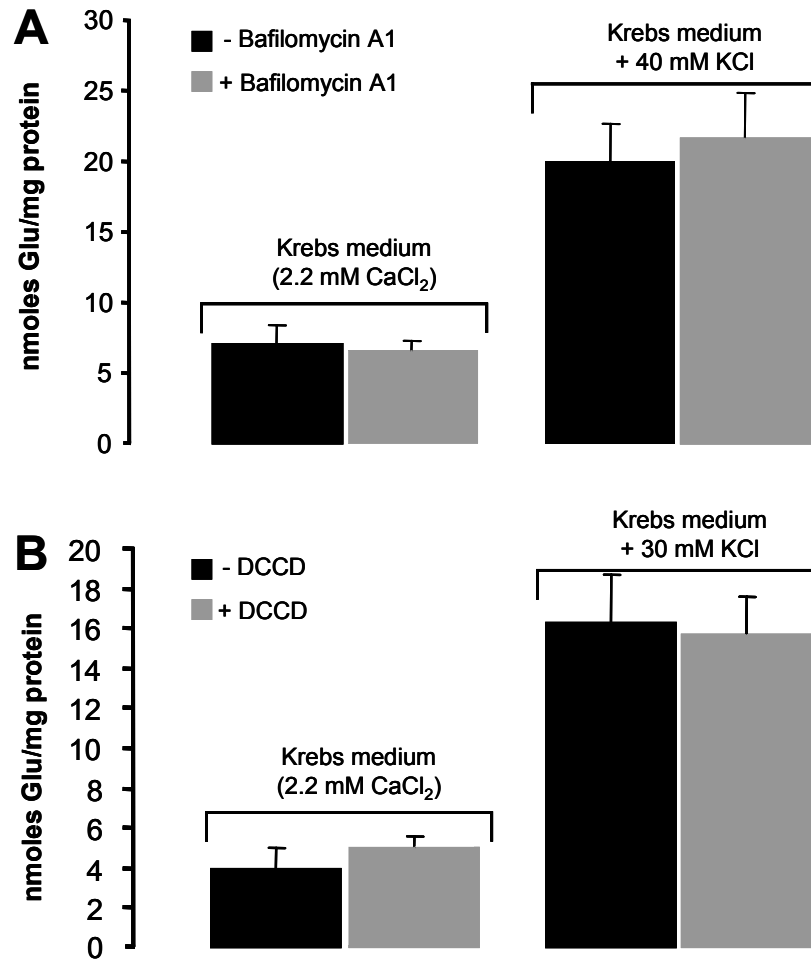 A
30
25
20
15
10
5
0
nmoles Glu/mg protein
- Bafilomycin A1
+ Bafilomycin A1
Krebs medium
(2.2 mM CaCl₂)
Krebs medium
+ 40 mM KCl
B
20
18
16
14
12
10
8
6
4
2
0
nmoles Glu/mg protein
- DCCD
+ DCCD
Krebs medium
(2.2 mM CaCl₂)
Krebs medium
+ 30 mM KCl